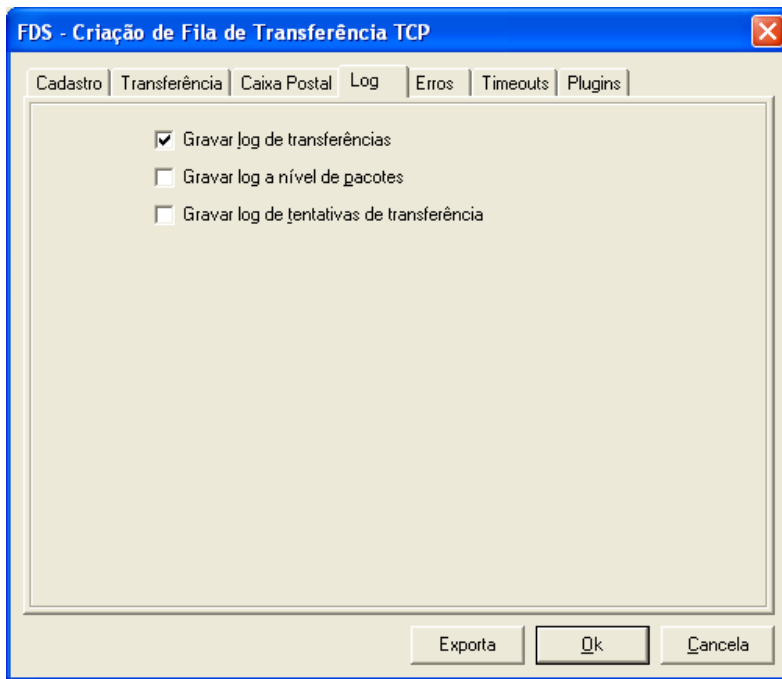 FDS - Criação de Fila de Transferência TCP
Cadastro Transferência Caixa Postal Log Erros Timeouts Plugins
Gravar log de transferências
Gravar log a nível de pacotes
Gravar log de tentativas de transferência
Exporta Ok Cancela